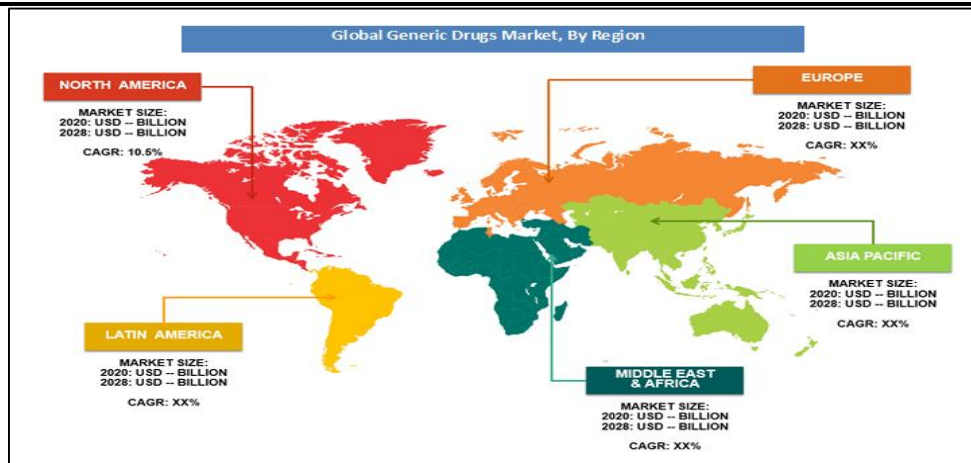 Global Generic Drugs Market, By Region
NORTH AMERICA
MARKET SIZE:
2020: USD -- BILLION
2028: USD -- BILLION
CAGR: 10.5%
EUROPE
MARKET SIZE:
2020: USD -- BILLION
2028: USD -- BILLION
CAGR: XX%
ASIA PACIFIC
MARKET SIZE:
2020: USD -- BILLION
2028: USD -- BILLION
CAGR: XX%
LATIN AMERICA
MARKET SIZE:
2020: USD -- BILLION
2028: USD -- BILLION
CAGR: XX%
MIDDLE EAST
& AFRICA
MARKET SIZE:
2020: USD -- BILLION
2028: USD -- BILLION
CAGR: XX%